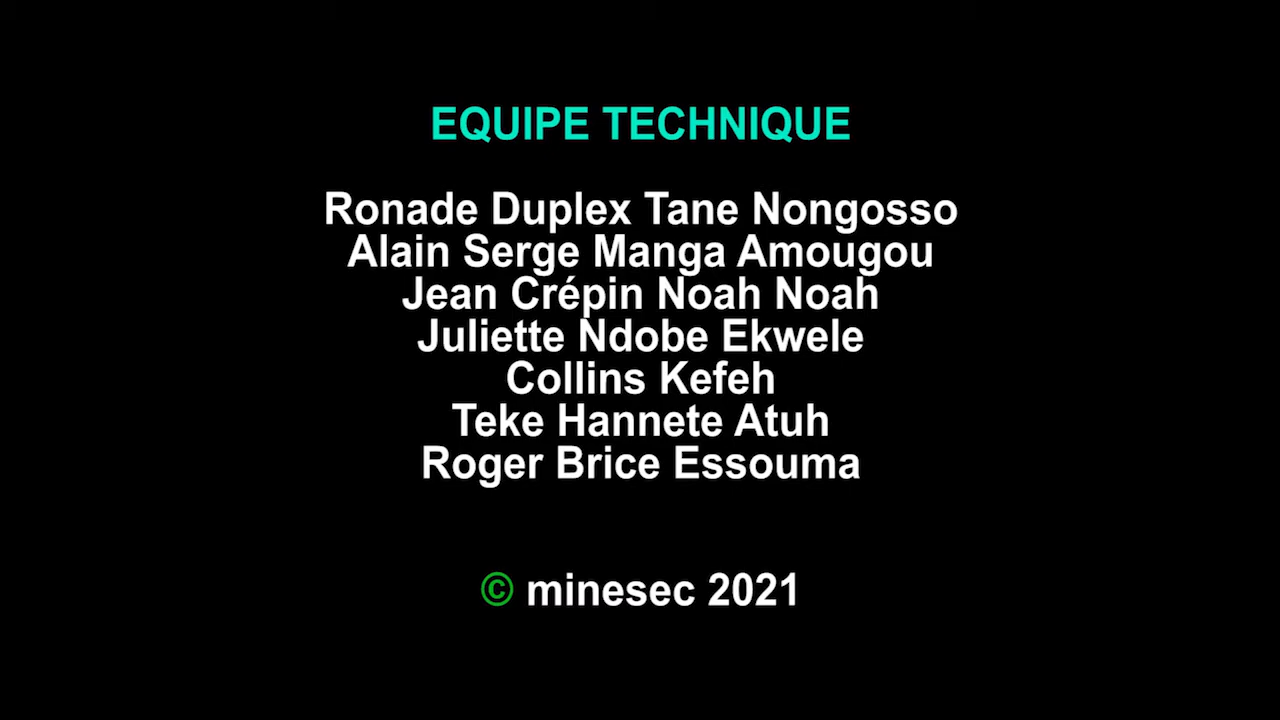 EQUIPE TECHNIQUE
Ronade Duplex Tane Nongosso
Alain Serge Manga Amougou
Jean Crépin Noah Noah
Juliette Ndobe Ekwele
Collins Kefeh
Teke Hannete Atuh
Roger Brice Essouma
© minesec 2021